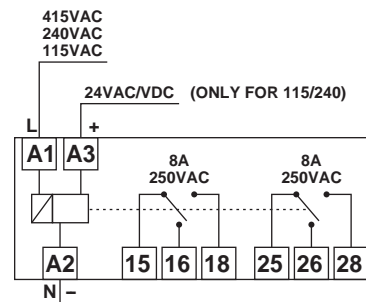 415VAC
240VAC
115VAC
24VAC/VDC (ONLY FOR 115/240)
L +
A1 A3
8A
250VAC
8A
250VAC
A2 15 16 18 25 26 28
N –